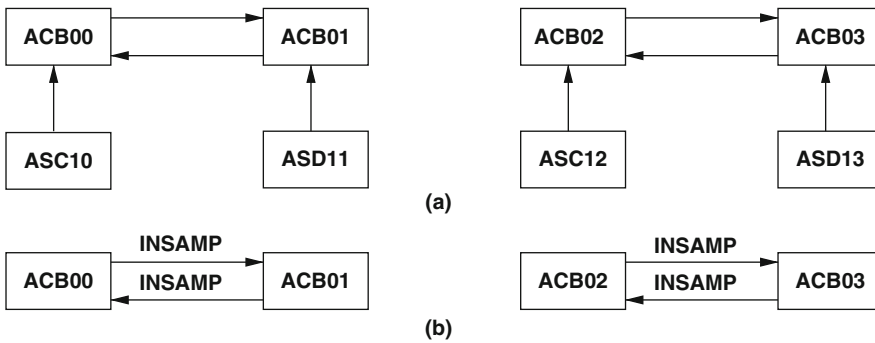 ACB00 ACB01 ACB02 ACB03
ASC10 ASD11 ASC12 ASD13
(a)
INSAMP INSAMP
ACB00 INSAMP ACB01 ACB02 INSAMP ACB03
(b)